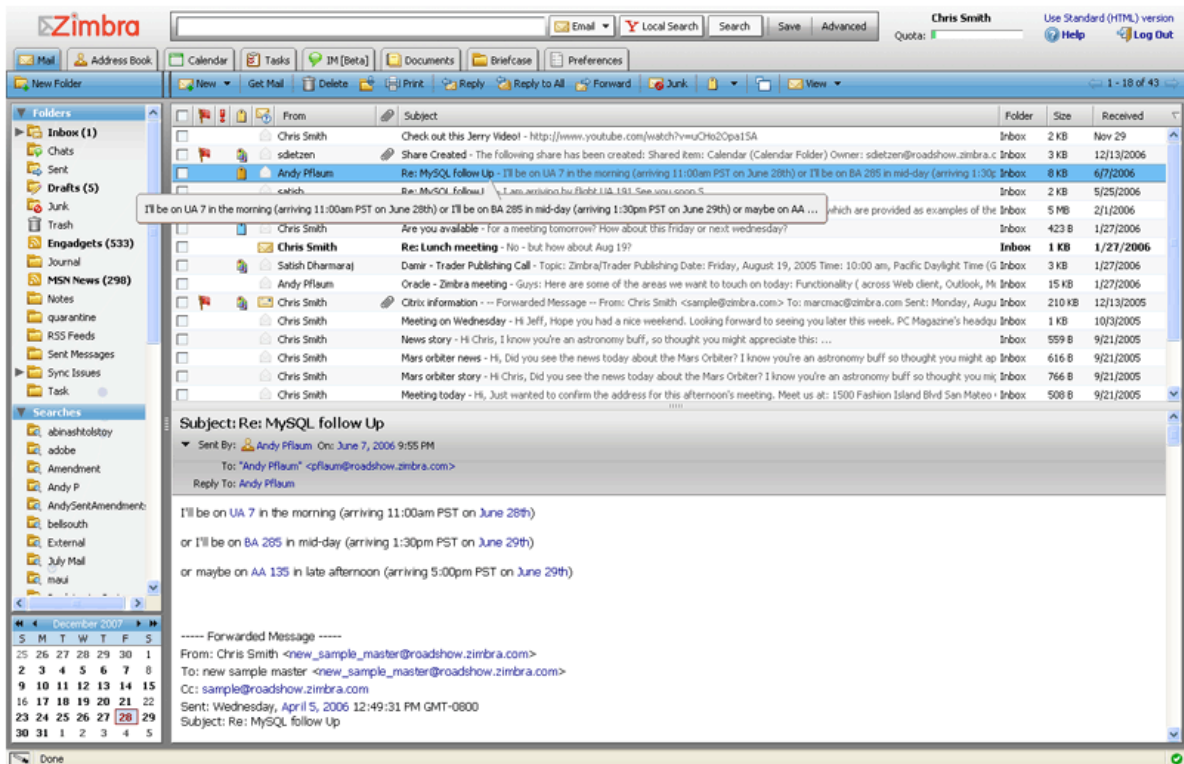 Zimbra
Email Local Search Search Save Advanced
Chris Smith
Quota:
Use Standard (HTML) version
Help Log Out
Mail Address Book Calendar Tasks IM [Beta] Documents Briefcase Preferences
New Folder
New Get Mail Delete Print Reply Reply to All Forward Junk View 1 - 18 of 43
Folders
Inbox (1)
Chats
Sent
Drafts (5)
Junk
Trash
Engadgets (533)
Journal
MSN News (298)
Notes
quarantine
RSS Feeds
Sent Messages
Sync Issues
Task
Searches
abinashtolstoy
adobe
Amendment
Andy P
AndySentAmendment
bellsouth
External
July Mail
maui
December 2007
S M T W T F S
25 26 27 28 29 30 1
2 3 4 5 6 7 8
9 10 11 12 13 14 15
16 17 18 19 20 21 22
23 24 25 26 27 28 29
30 31 1 2 3 4 5
From Subject Folder Size Received
Chris Smith Check out this Jerry Video! - http://www.youtube.com/watch?v=uCHo2Opa1SA Inbox 2 KB Nov 29
sdetzen Share Created - The following share has been created: Shared item: Calendar (Calendar Folder) Owner: sdetzen@roadshow.zimbra.c Inbox 3 KB 12/13/2006
Andy Pflaum Re: MySQL follow Up - I'll be on UA 7 in the morning (arriving 11:00am PST on June 28th) or I'll be on BA 285 in mid-day (arriving 1:30p Inbox 8 KB 6/7/2006
satish Re: MySQL follow I am arriving by flight UA 191 See you soon S Inbox 2 KB 5/25/2006
I'll be on UA 7 in the morning (arriving 11:00am PST on June 28th) or I'll be on BA 285 in mid-day (arriving 1:30pm PST on June 29th) or maybe on AA ...
which are provided as examples of the Inbox 5 MB 2/1/2006
Chris Smith Are you available - for a meeting tomorrow? How about this friday or next wednesday? Inbox 423 B 1/27/2006
Chris Smith Re: Lunch meeting - No - but how about Aug 19? Inbox 1 KB 1/27/2006
Satish Dharmaraj Damir - Trader Publishing Call - Topic: Zimbra/Trader Publishing Date: Friday, August 19, 2005 Time: 10:00 am, Pacific Daylight Time (G Inbox 3 KB 1/27/2006
Andy Pflaum Oracle - Zimbra meeting - Guys: Here are some of the areas we want to touch on today: Functionality ( across Web client, Outlook, M Inbox 15 KB 1/27/2006
Chris Smith Citrix information - -- Forwarded Message -- From: Chris Smith <sample@zimbra.com> To: marcmac@zimbra.com Sent: Monday, Augu Inbox 210 KB 12/13/2005
Chris Smith Meeting on Wednesday - Hi Jeff, Hope you had a nice weekend. Looking forward to seeing you later this week. PC Magazine's headqu Inbox 1 KB 10/3/2005
Chris Smith News story - Hi Chris, I know you're an astronomy buff, so thought you might appreciate this: ... Inbox 559 B 9/21/2005
Chris Smith Mars orbiter news - Hi, Did you see the news today about the Mars Orbiter? I know you're an astronomy buff so thought you might ap Inbox 616 B 9/21/2005
Chris Smith Mars orbiter story - Hi Chris, Did you see the news today about the Mars Orbiter? I know you're an astronomy buff so thought you mig Inbox 766 B 9/21/2005
Chris Smith Meeting today - Hi, Just wanted to confirm the address for this afternoon's meeting. Meet us at: 1500 Fashion Island Blvd San Mateo Inbox 508 B 9/21/2005
Subject: Re: MySQL follow Up
Sent By: Andy Pflaum On: June 7, 2006 9:55 PM
To: "Andy Pflaum" <pflaum@roadshow.zimbra.com>
Reply To: Andy Pflaum
I'll be on UA 7 in the morning (arriving 11:00am PST on June 28th)
or I'll be on BA 285 in mid-day (arriving 1:30pm PST on June 29th)
or maybe on AA 135 in late afternoon (arriving 5:00pm PST on June 29th)
----- Forwarded Message -----
From: Chris Smith <new_sample_master@roadshow.zimbra.com>
To: new sample master <new_sample_master@roadshow.zimbra.com>
Cc: sample@roadshow.zimbra.com
Sent: Wednesday, April 5, 2006 12:49:31 PM GMT-0800
Subject: Re: MySQL follow Up
Done